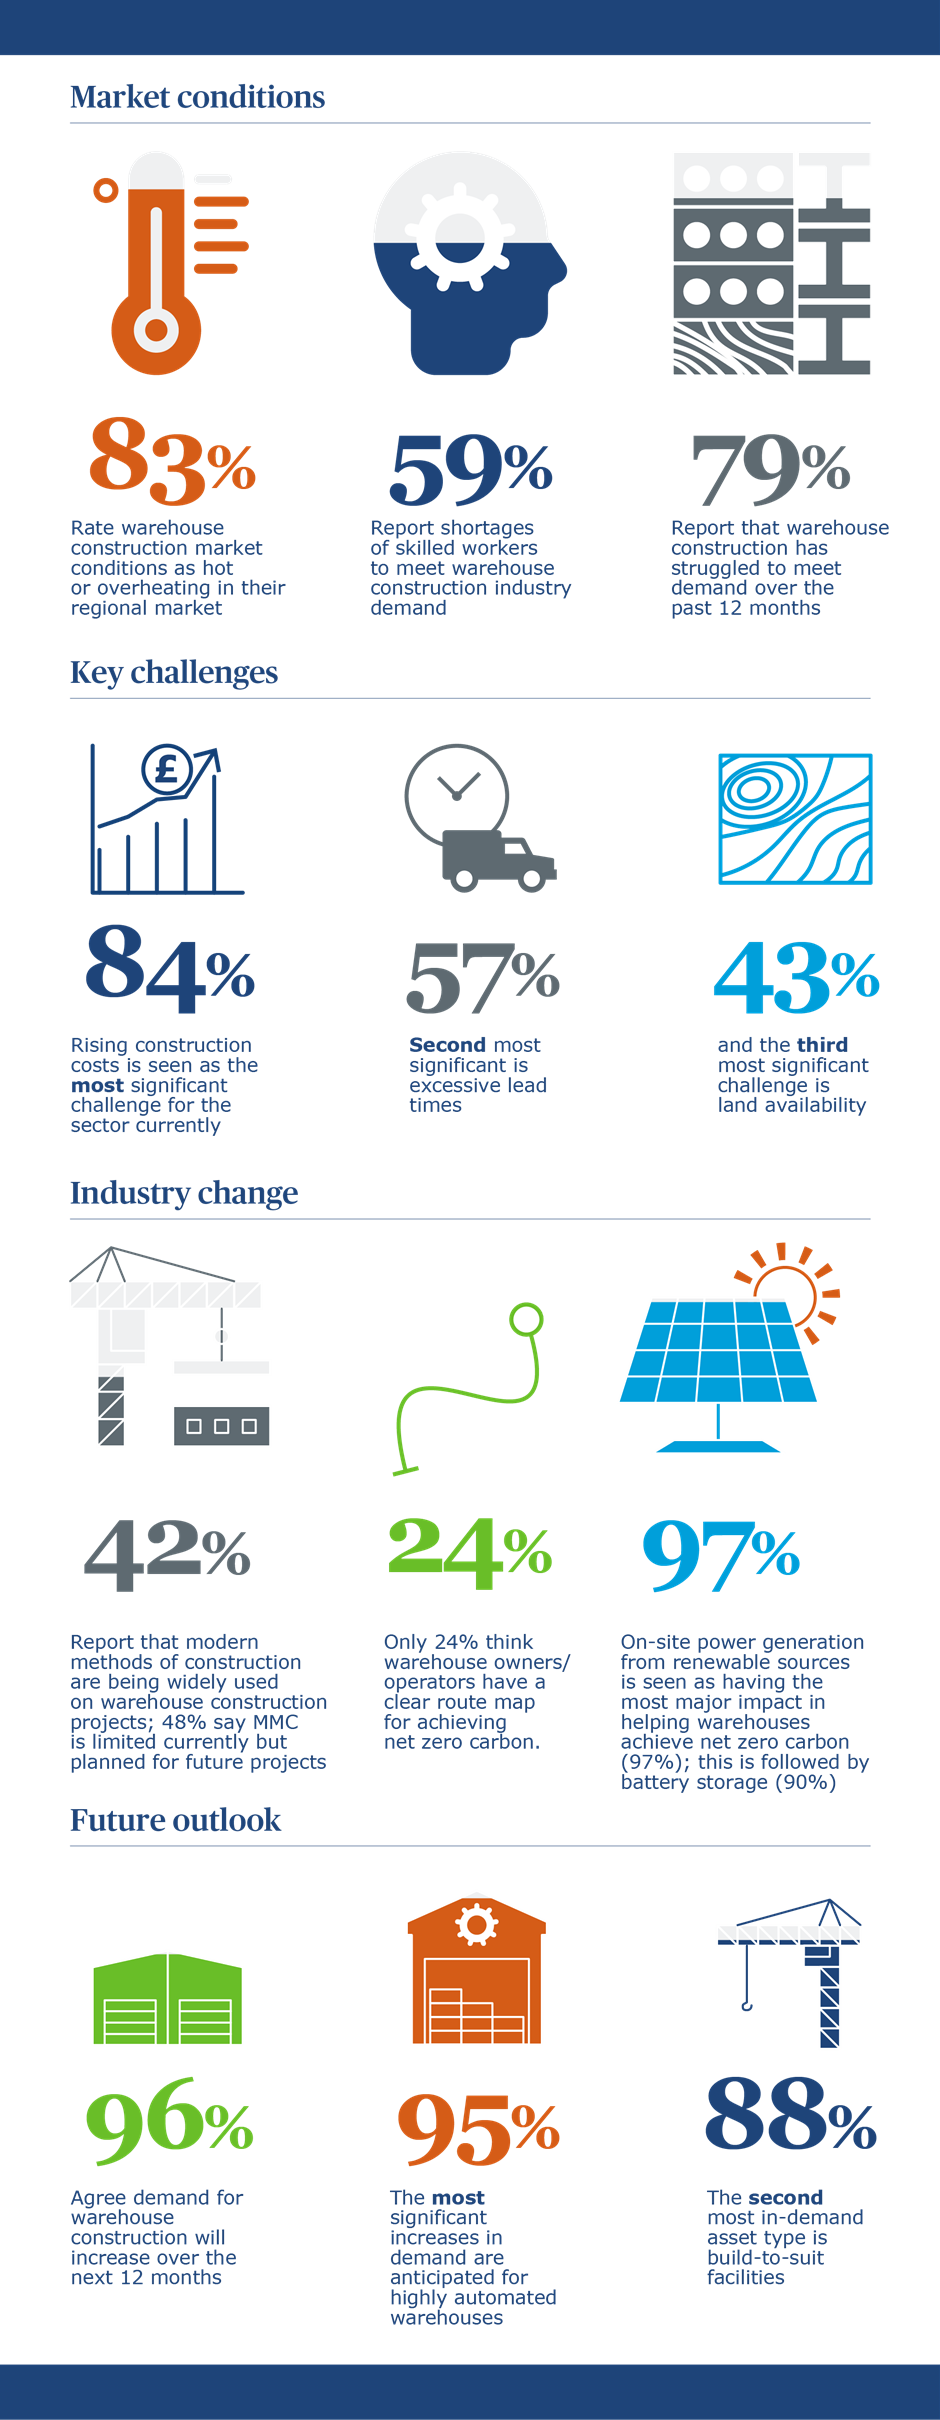 Market conditions
83%
Rate warehouse
construction market
conditions as hot
or overheating in their
regional market
59%
Report shortages
of skilled workers
to meet warehouse
construction industry
demand
79%
Report that warehouse
construction has
struggled to meet
demand over the
past 12 months
Key challenges
£
84%
Rising construction
costs is seen as the
most significant
challenge for the
sector currently
57%
Second most
significant is
excessive lead
times
43%
and the third
most significant
challenge is
land availability
Industry change
42%
Report that modern
methods of construction
are being widely used
on warehouse construction
projects; 48% say MMC
is limited currently but
planned for future projects
24%
Only 24% think
warehouse owners/
operators have a
clear route map
for achieving
net zero carbon.
97%
On-site power generation
from renewable sources
is seen as having the
most major impact in
helping warehouses
achieve net zero carbon
(97%); this is followed by
battery storage (90%)
Future outlook
96%
Agree demand for
warehouse
construction will
increase over the
next 12 months
95%
The most
significant
increases in
demand are
anticipated for
highly automated
warehouses
88%
The second
most in-demand
asset type is
build-to-suit
facilities